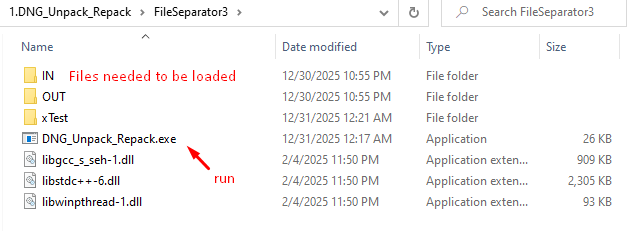 1.DNG_Unpack_Repack > FileSeparator3
Search FileSeparator3
Name Date modified Type Size
IN Files needed to be loaded 12/30/2025 10:55 PM File folder
OUT 12/30/2025 10:55 PM File folder
xTest 12/31/2025 12:21 AM File folder
DNG_Unpack_Repack.exe 12/31/2025 12:17 AM Application 26 KB
libgcc_s_seh-1.dll 2/4/2025 11:50 PM Application exten... 909 KB
run
libstdc++-6.dll 2/4/2025 11:50 PM Application exten... 2,305 KB
libwinpthread-1.dll 2/4/2025 11:50 PM Application exten... 93 KB